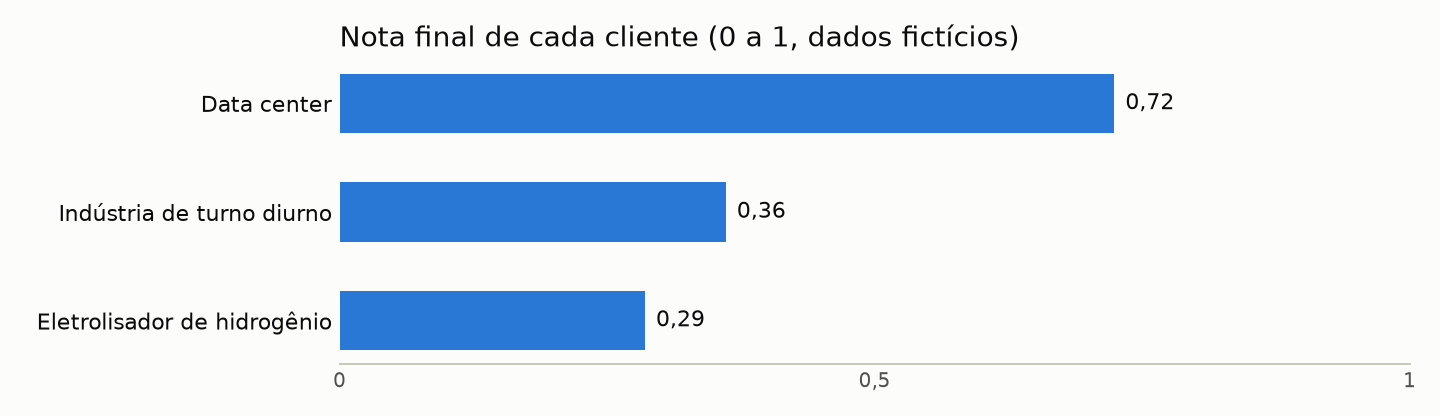 Nota final de cada cliente (0 a 1, dados fictícios)
Data center
0,72
Indústria de turno diurno
0,36
Eletrolisador de hidrogênio
0,29
0
0,5
1